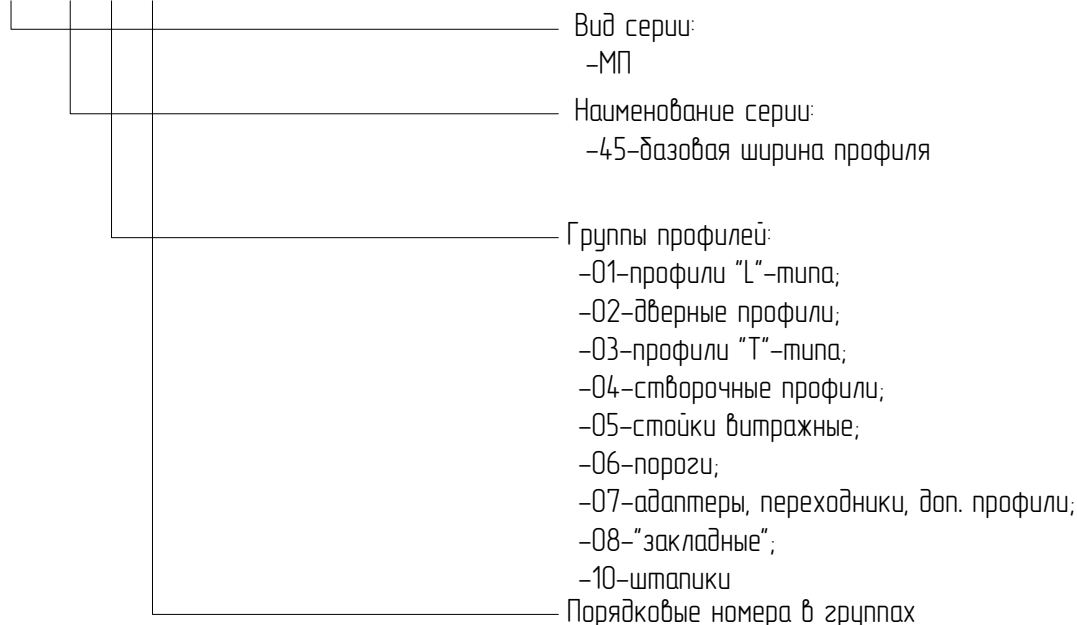 Вид серии:
–МП
Наименование серии:
–45–базовая ширина профиля
Группы профилей:
–01–профили "L"–типа;
–02–дверные профили;
–03–профили "Т"–типа;
–04–створочные профили;
–05–стойки витражные;
–06–пороги;
–07–адаптеры, переходники, доп. профили;
–08–"закладные";
–10–штапики
Порядковые номера в группах